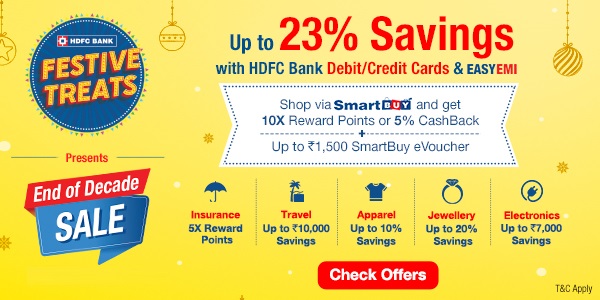 HDFC BANK
FESTIVE
TREATS
Presents
End of Decade
SALE
Up to 23% Savings
with HDFC Bank Debit/Credit Cards & EASYEMI
Shop via SmartBUY and get
10X Reward Points or 5% CashBack
+
Up to ₹1,500 SmartBuy eVoucher
Insurance
5X Reward
Points
Travel
Up to ₹10,000
Savings
Apparel
Up to 10%
Savings
Jewellery
Up to 20%
Savings
Electronics
Up to ₹7,000
Savings
Check Offers
T&C Apply